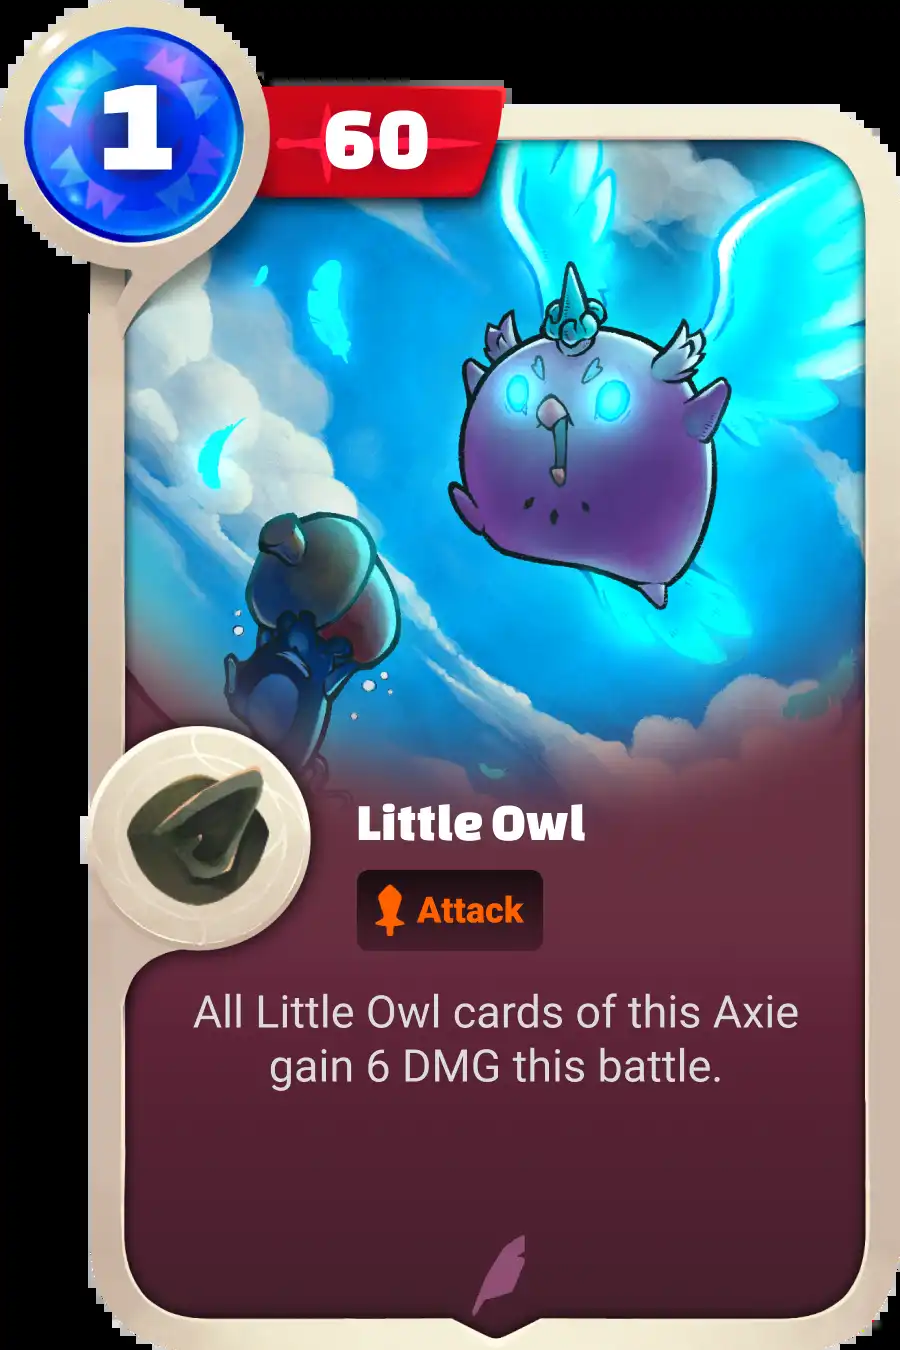 1
60
Little Owl
Attack
All Little Owl cards of this Axie
gain 6 DMG this battle.